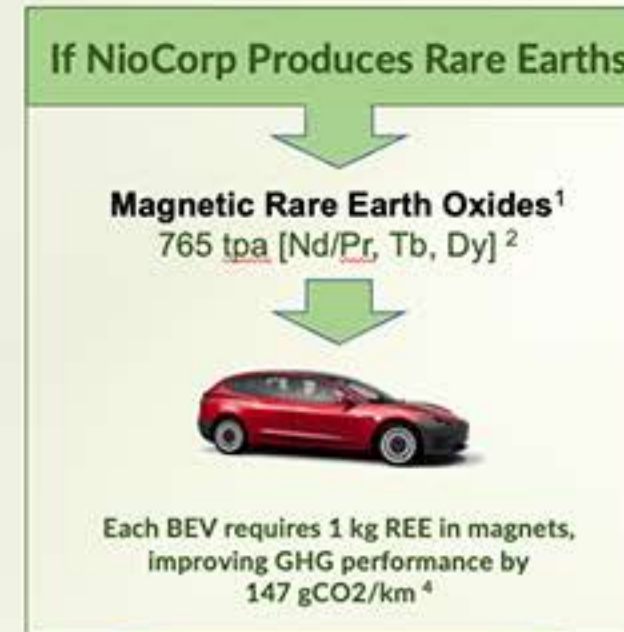 If NioCorp Produces Rare Earths
Magnetic Rare Earth Oxides¹
765 tpa [Nd/Pr, Tb, Dy] ²
Each BEV requires 1 kg REE in magnets,
improving GHG performance by
147 gCO2/km ⁴